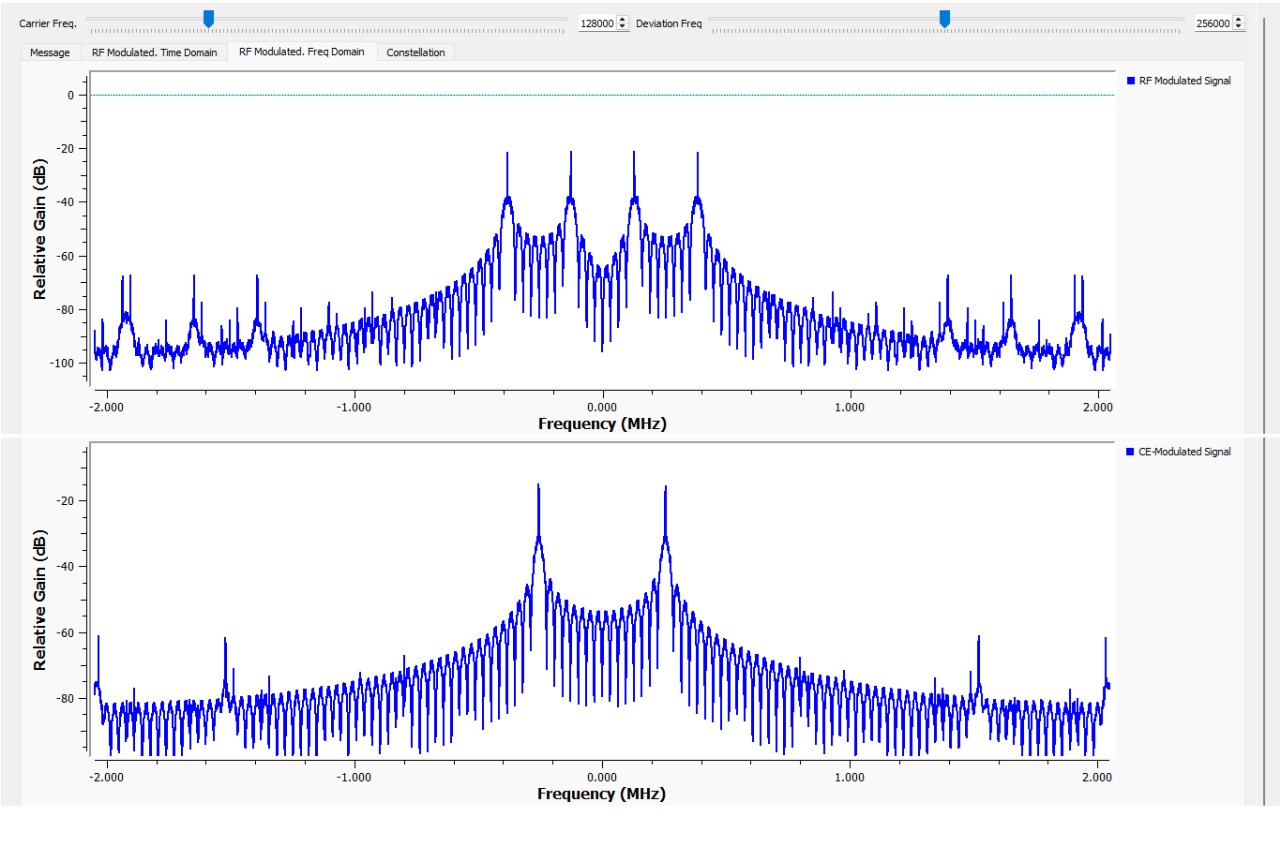 Carrier Freq. 128000 Deviation Freq 256000
Message RF Modulated. Time Domain RF Modulated. Freq Domain Constellation
RF Modulated Signal
Relative Gain (dB)
0
-20
-40
-60
-80
-100
-2.000 -1.000 0.000 1.000 2.000
Frequency (MHz)
CE-Modulated Signal
Relative Gain (dB)
-20
-40
-60
-80
-2.000 -1.000 0.000 1.000 2.000
Frequency (MHz)